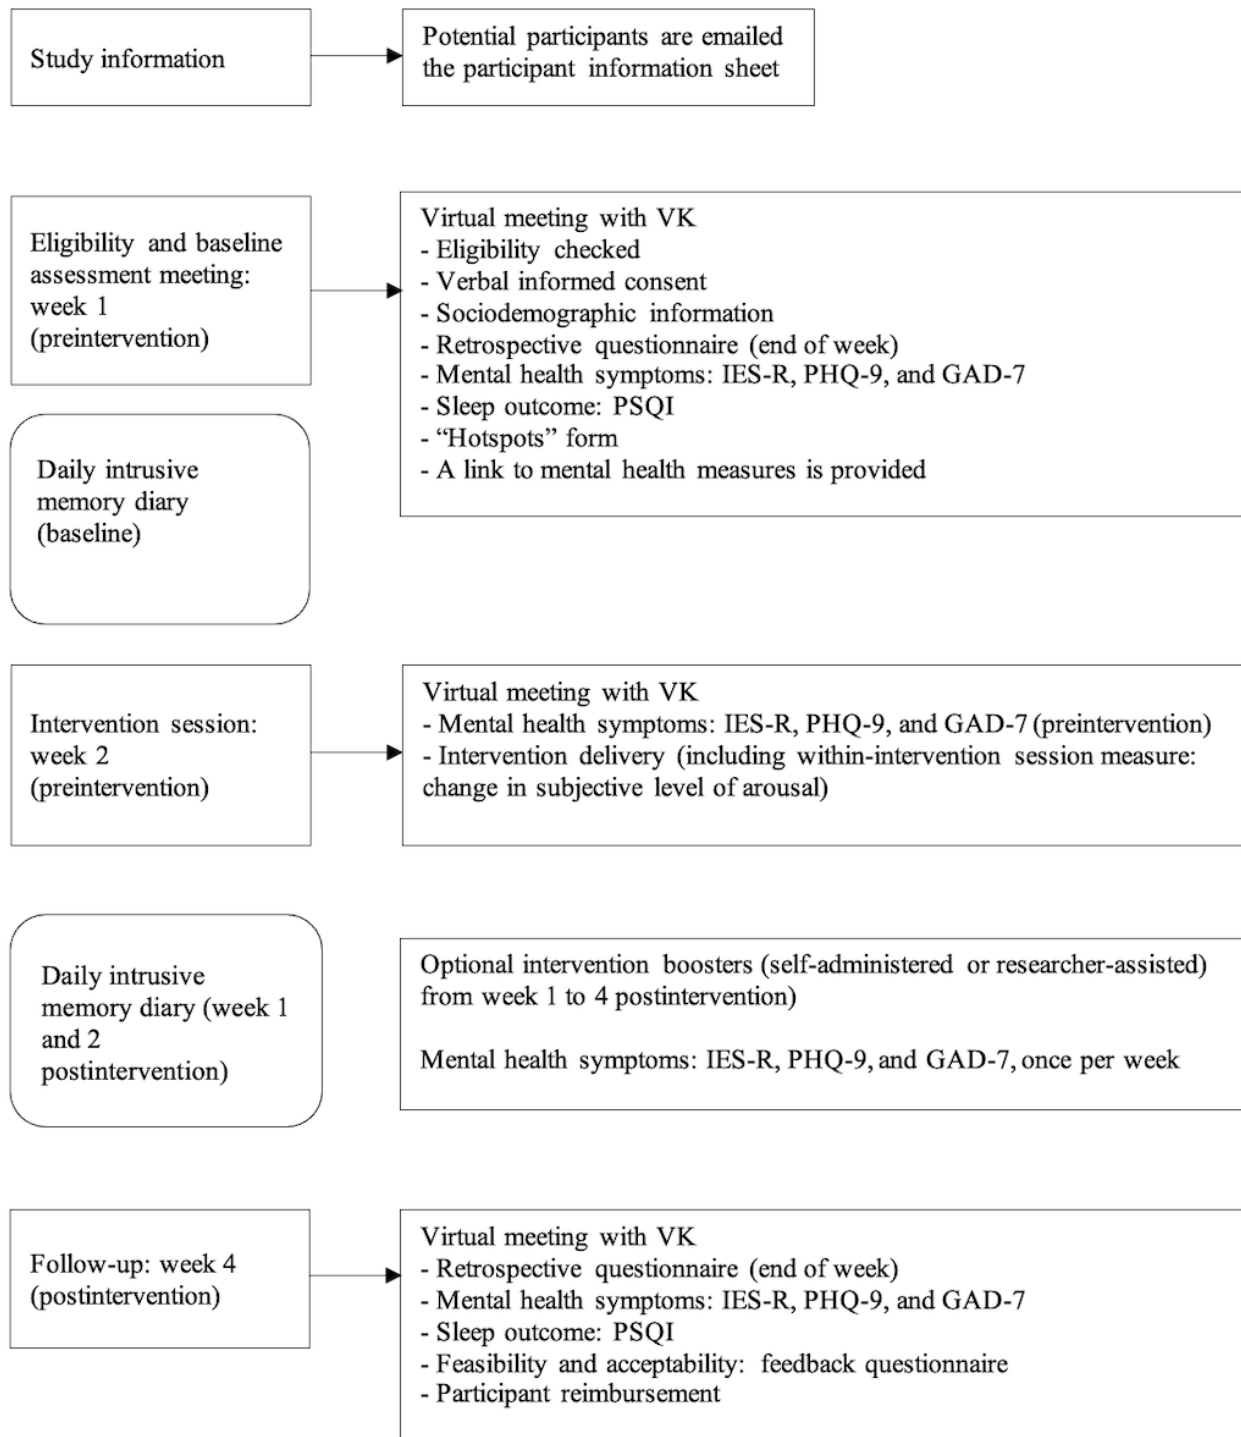 Study information
Potential participants are emailed
the participant information sheet
Eligibility and baseline
assessment meeting:
week 1
(preintervention)
Virtual meeting with VK
- Eligibility checked
- Verbal informed consent
- Sociodemographic information
- Retrospective questionnaire (end of week)
- Mental health symptoms: IES-R, PHQ-9, and GAD-7
- Sleep outcome: PSQI
- “Hotspots” form
- A link to mental health measures is provided
Daily intrusive
memory diary
(baseline)
Intervention session:
week 2
(preintervention)
Virtual meeting with VK
- Mental health symptoms: IES-R, PHQ-9, and GAD-7 (preintervention)
- Intervention delivery (including within-intervention session measure:
change in subjective level of arousal)
Daily intrusive
memory diary (week 1
and 2
postintervention)
Optional intervention boosters (self-administered or researcher-assisted)
from week 1 to 4 postintervention)
Mental health symptoms: IES-R, PHQ-9, and GAD-7, once per week
Follow-up: week 4
(postintervention)
Virtual meeting with VK
- Retrospective questionnaire (end of week)
- Mental health symptoms: IES-R, PHQ-9, and GAD-7
- Sleep outcome: PSQI
- Feasibility and acceptability: feedback questionnaire
- Participant reimbursement